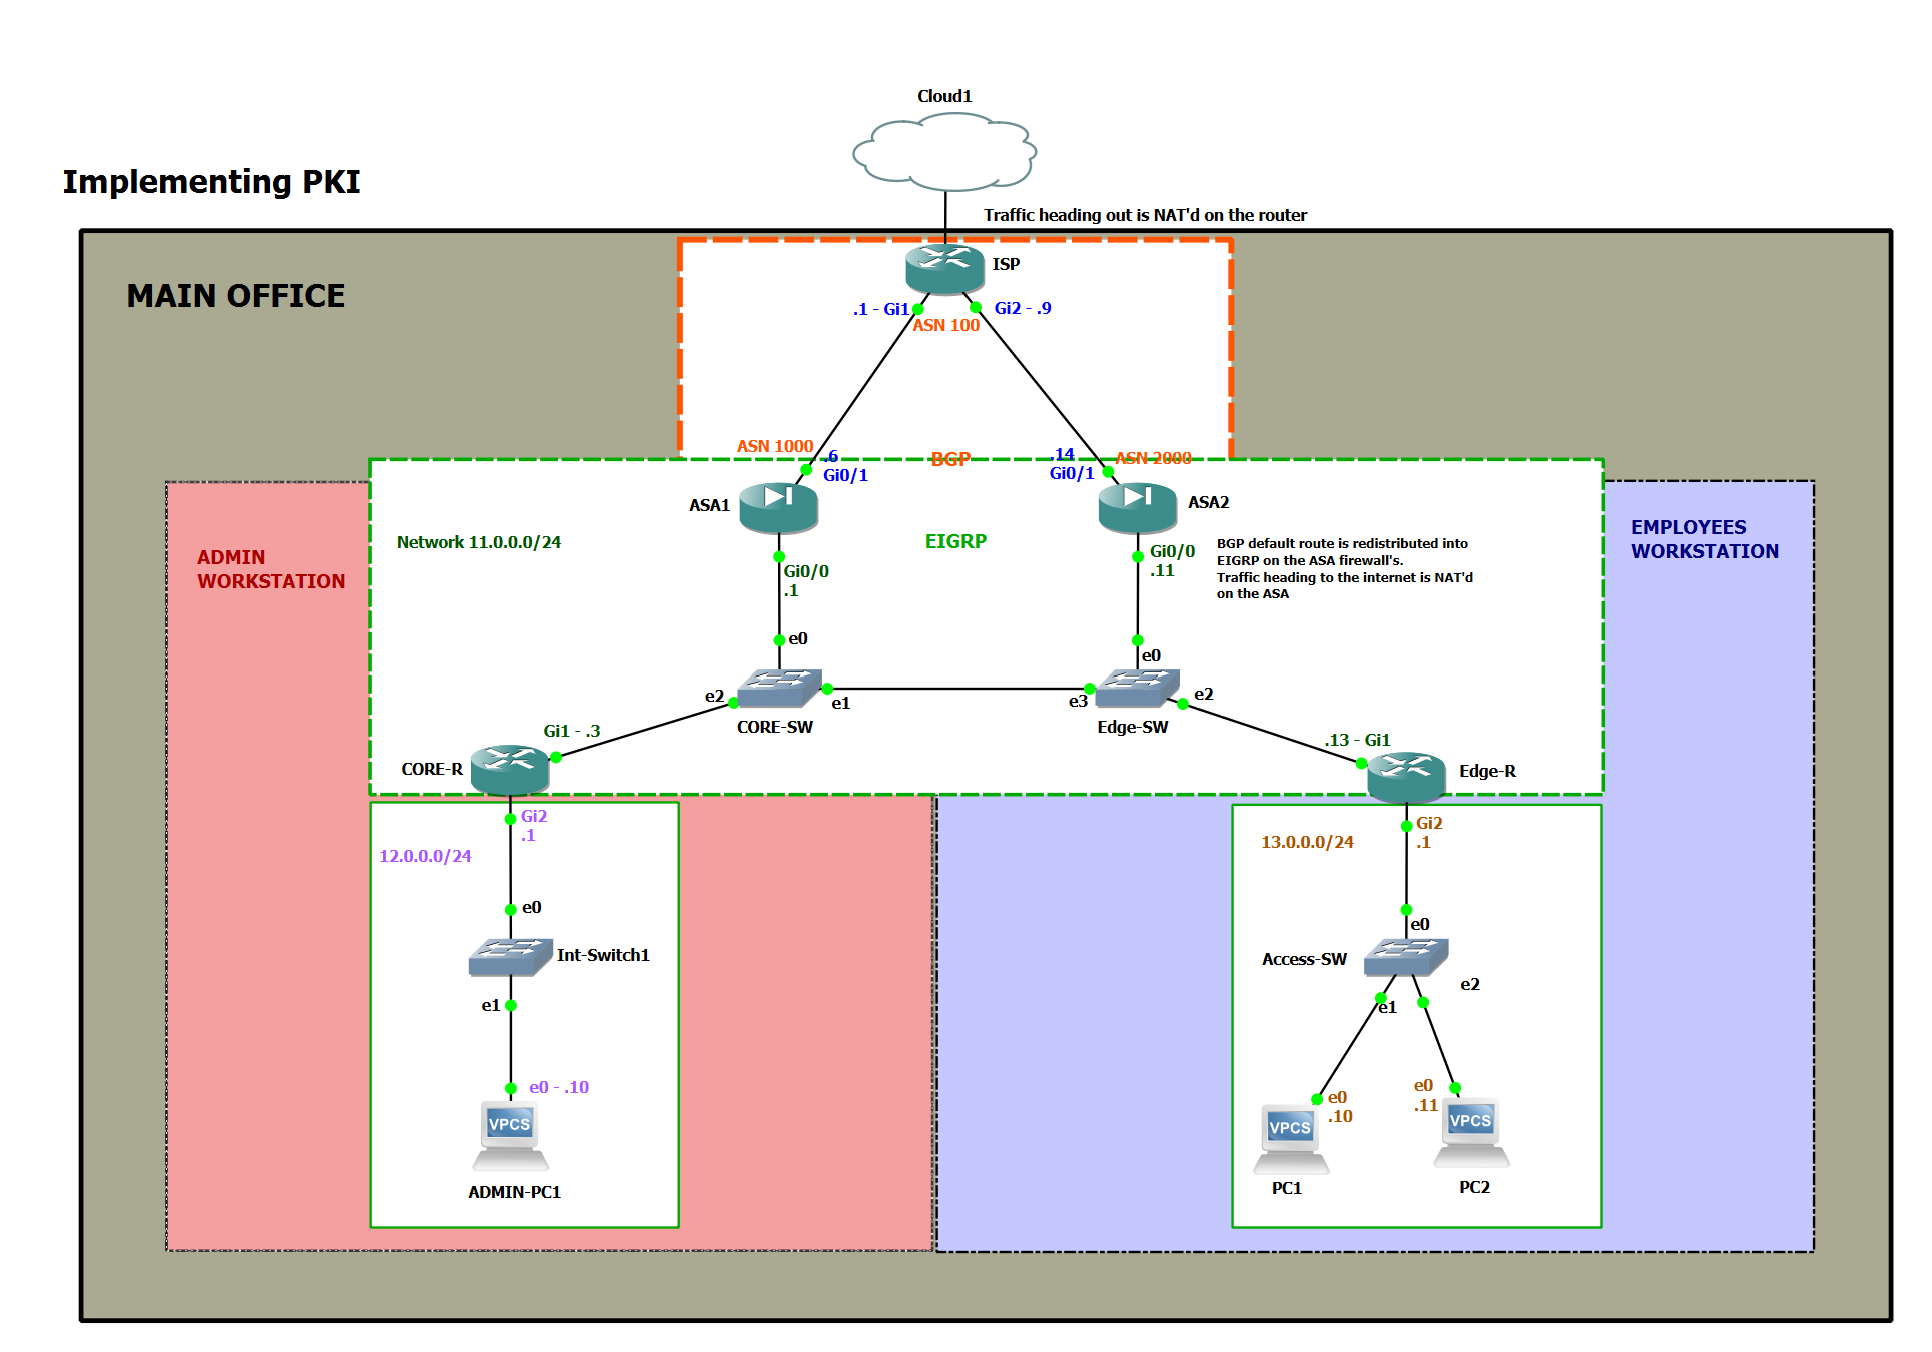 Cloud1
Implementing PKI
Traffic heading out is NAT'd on the router
MAIN OFFICE
ISP
.1 - Gi1
Gi2 - .9
ASN 100
ASN 1000
.6
Gi0/1
BGP
.14
Gi0/1
ASN 2000
ASA1
ASA2
Network 11.0.0.0/24
EIGRP
BGP default route is redistributed into
EIGRP on the ASA firewall's.
Traffic heading to the internet is NAT'd
on the ASA
ADMIN
WORKSTATION
EMPLOYEES
WORKSTATION
Gi0/0
.1
Gi0/0
.11
e0
e0
e2
e1
e3
e2
CORE-SW
Edge-SW
Gi1 - .3
.13 - Gi1
CORE-R
Edge-R
Gi2
.1
12.0.0.0/24
Gi2
.1
13.0.0.0/24
e0
Int-Switch1
e1
e0
Access-SW
e2
e1
e0 - .10
VPCS
ADMIN-PC1
e0
.10
VPCS
PC1
e0
.11
VPCS
PC2